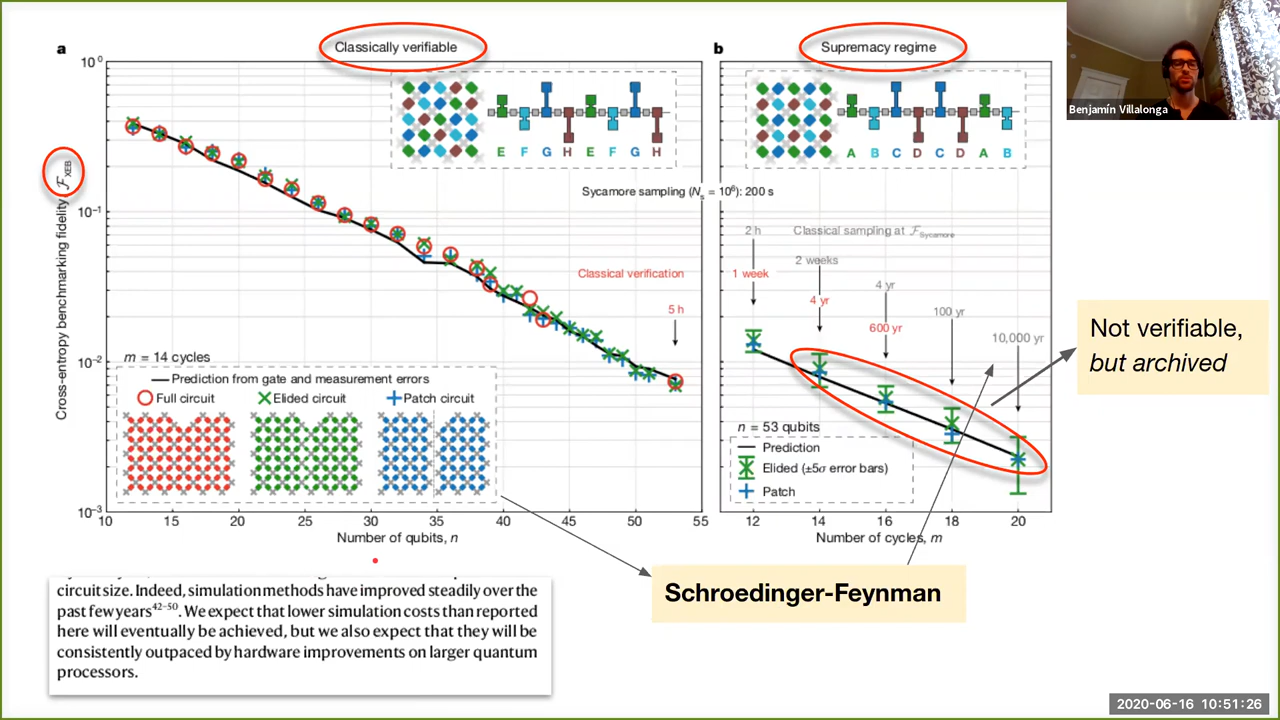 a
Classically verifiable
b
Supremacy regime
Benjamín Villalonga
10⁰
10⁻¹
10⁻²
10⁻³
Cross-entropy benchmarking fidelity ℱXEB
E F G H E F G H
A B C D C D A B
Sycamore sampling (Nₛ = 10⁶): 200 s
Classical verification
5 h
2 h
Classical sampling at ℱSycamore
1 week
2 weeks
4 yr
4 yr
600 yr
100 yr
10,000 yr
Not verifiable,
but archived
m = 14 cycles
Prediction from gate and measurement errors
Full circuit
Elided circuit
Patch circuit
n = 53 qubits
Prediction
Elided (±5σ error bars)
Patch
10 15 20 25 30 35 40 45 50 55
12 14 16 18 20
Number of qubits, n
Number of cycles, m
Schroedinger-Feynman
circuit size. Indeed, simulation methods have improved steadily over the
past few years⁴²⁻⁵⁰. We expect that lower simulation costs than reported
here will eventually be achieved, but we also expect that they will be
consistently outpaced by hardware improvements on larger quantum
processors.
2020-06-16 10:51:26